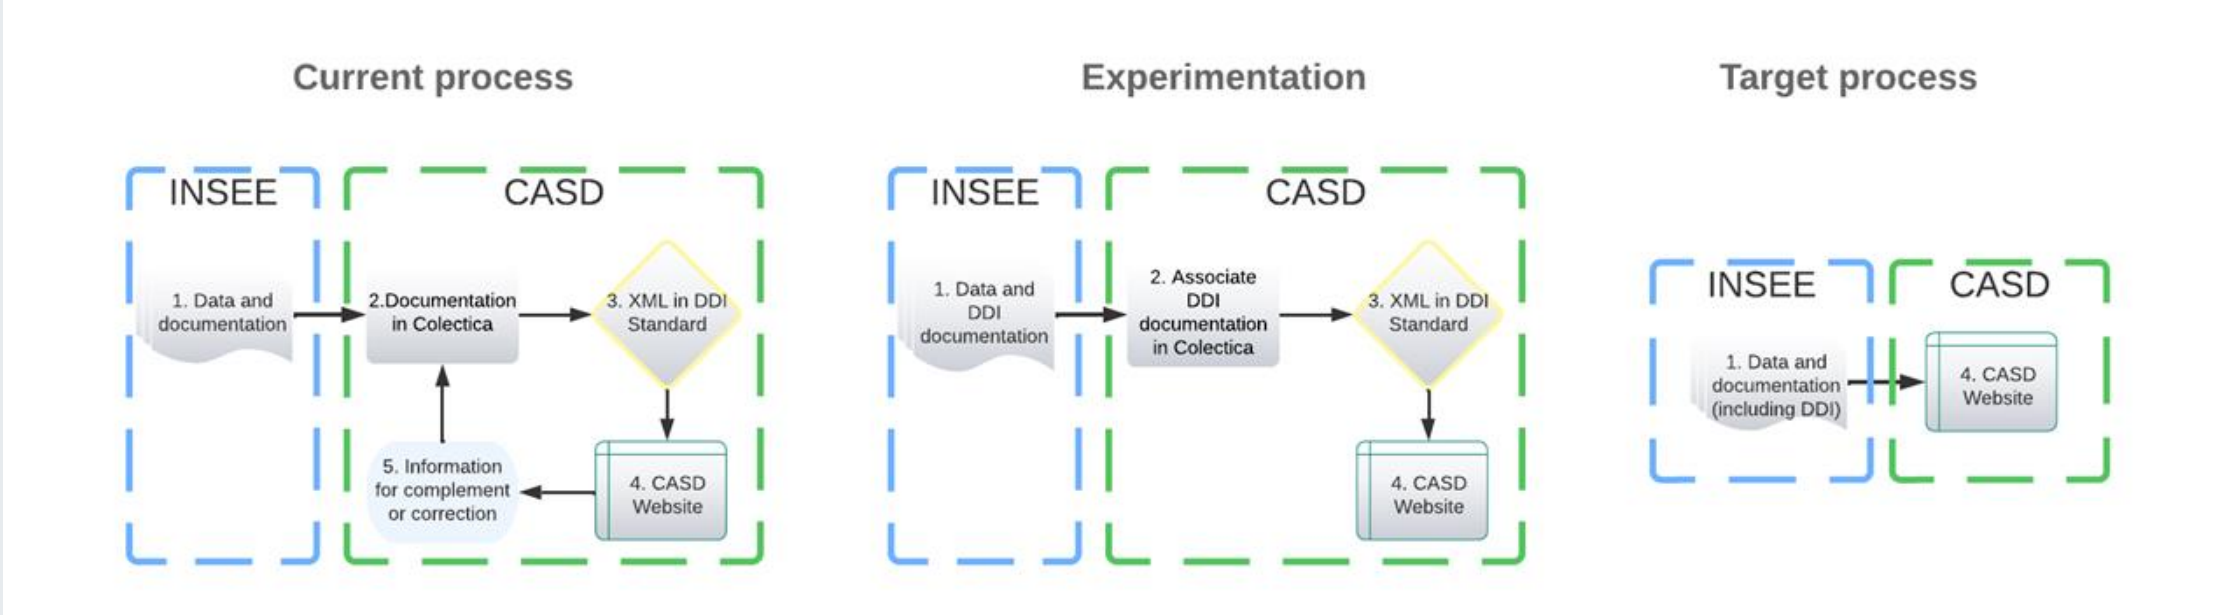 Current process
INSEE
CASD
1. Data and
documentation
2.Documentation
in Colectica
3. XML in DDI
Standard
4. CASD
Website
5. Information
for complement
or correction
Experimentation
INSEE
CASD
1. Data and
DDI
documentation
2. Associate
DDI
documentation
in Colectica
3. XML in DDI
Standard
4. CASD
Website
Target process
INSEE
CASD
1. Data and
documentation
(including DDI)
4. CASD
Website